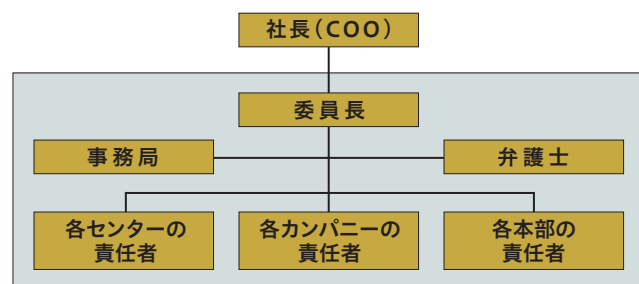 社長(COO)
委員長
事務局
弁護士
各センターの
責任者
各カンパニーの
責任者
各本部の
責任者